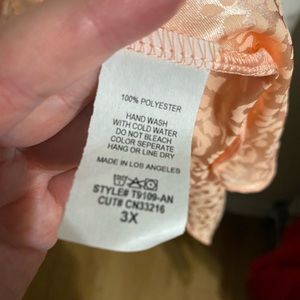 100% POLYESTER
HAND WASH
WITH COLD WATER
DO NOT BLEACH
COLOR SEPERATE
HANG OR LINE DRY
MADE IN LOS ANGELES
STYLE# T9109-AN
CUT# CN33216
3X